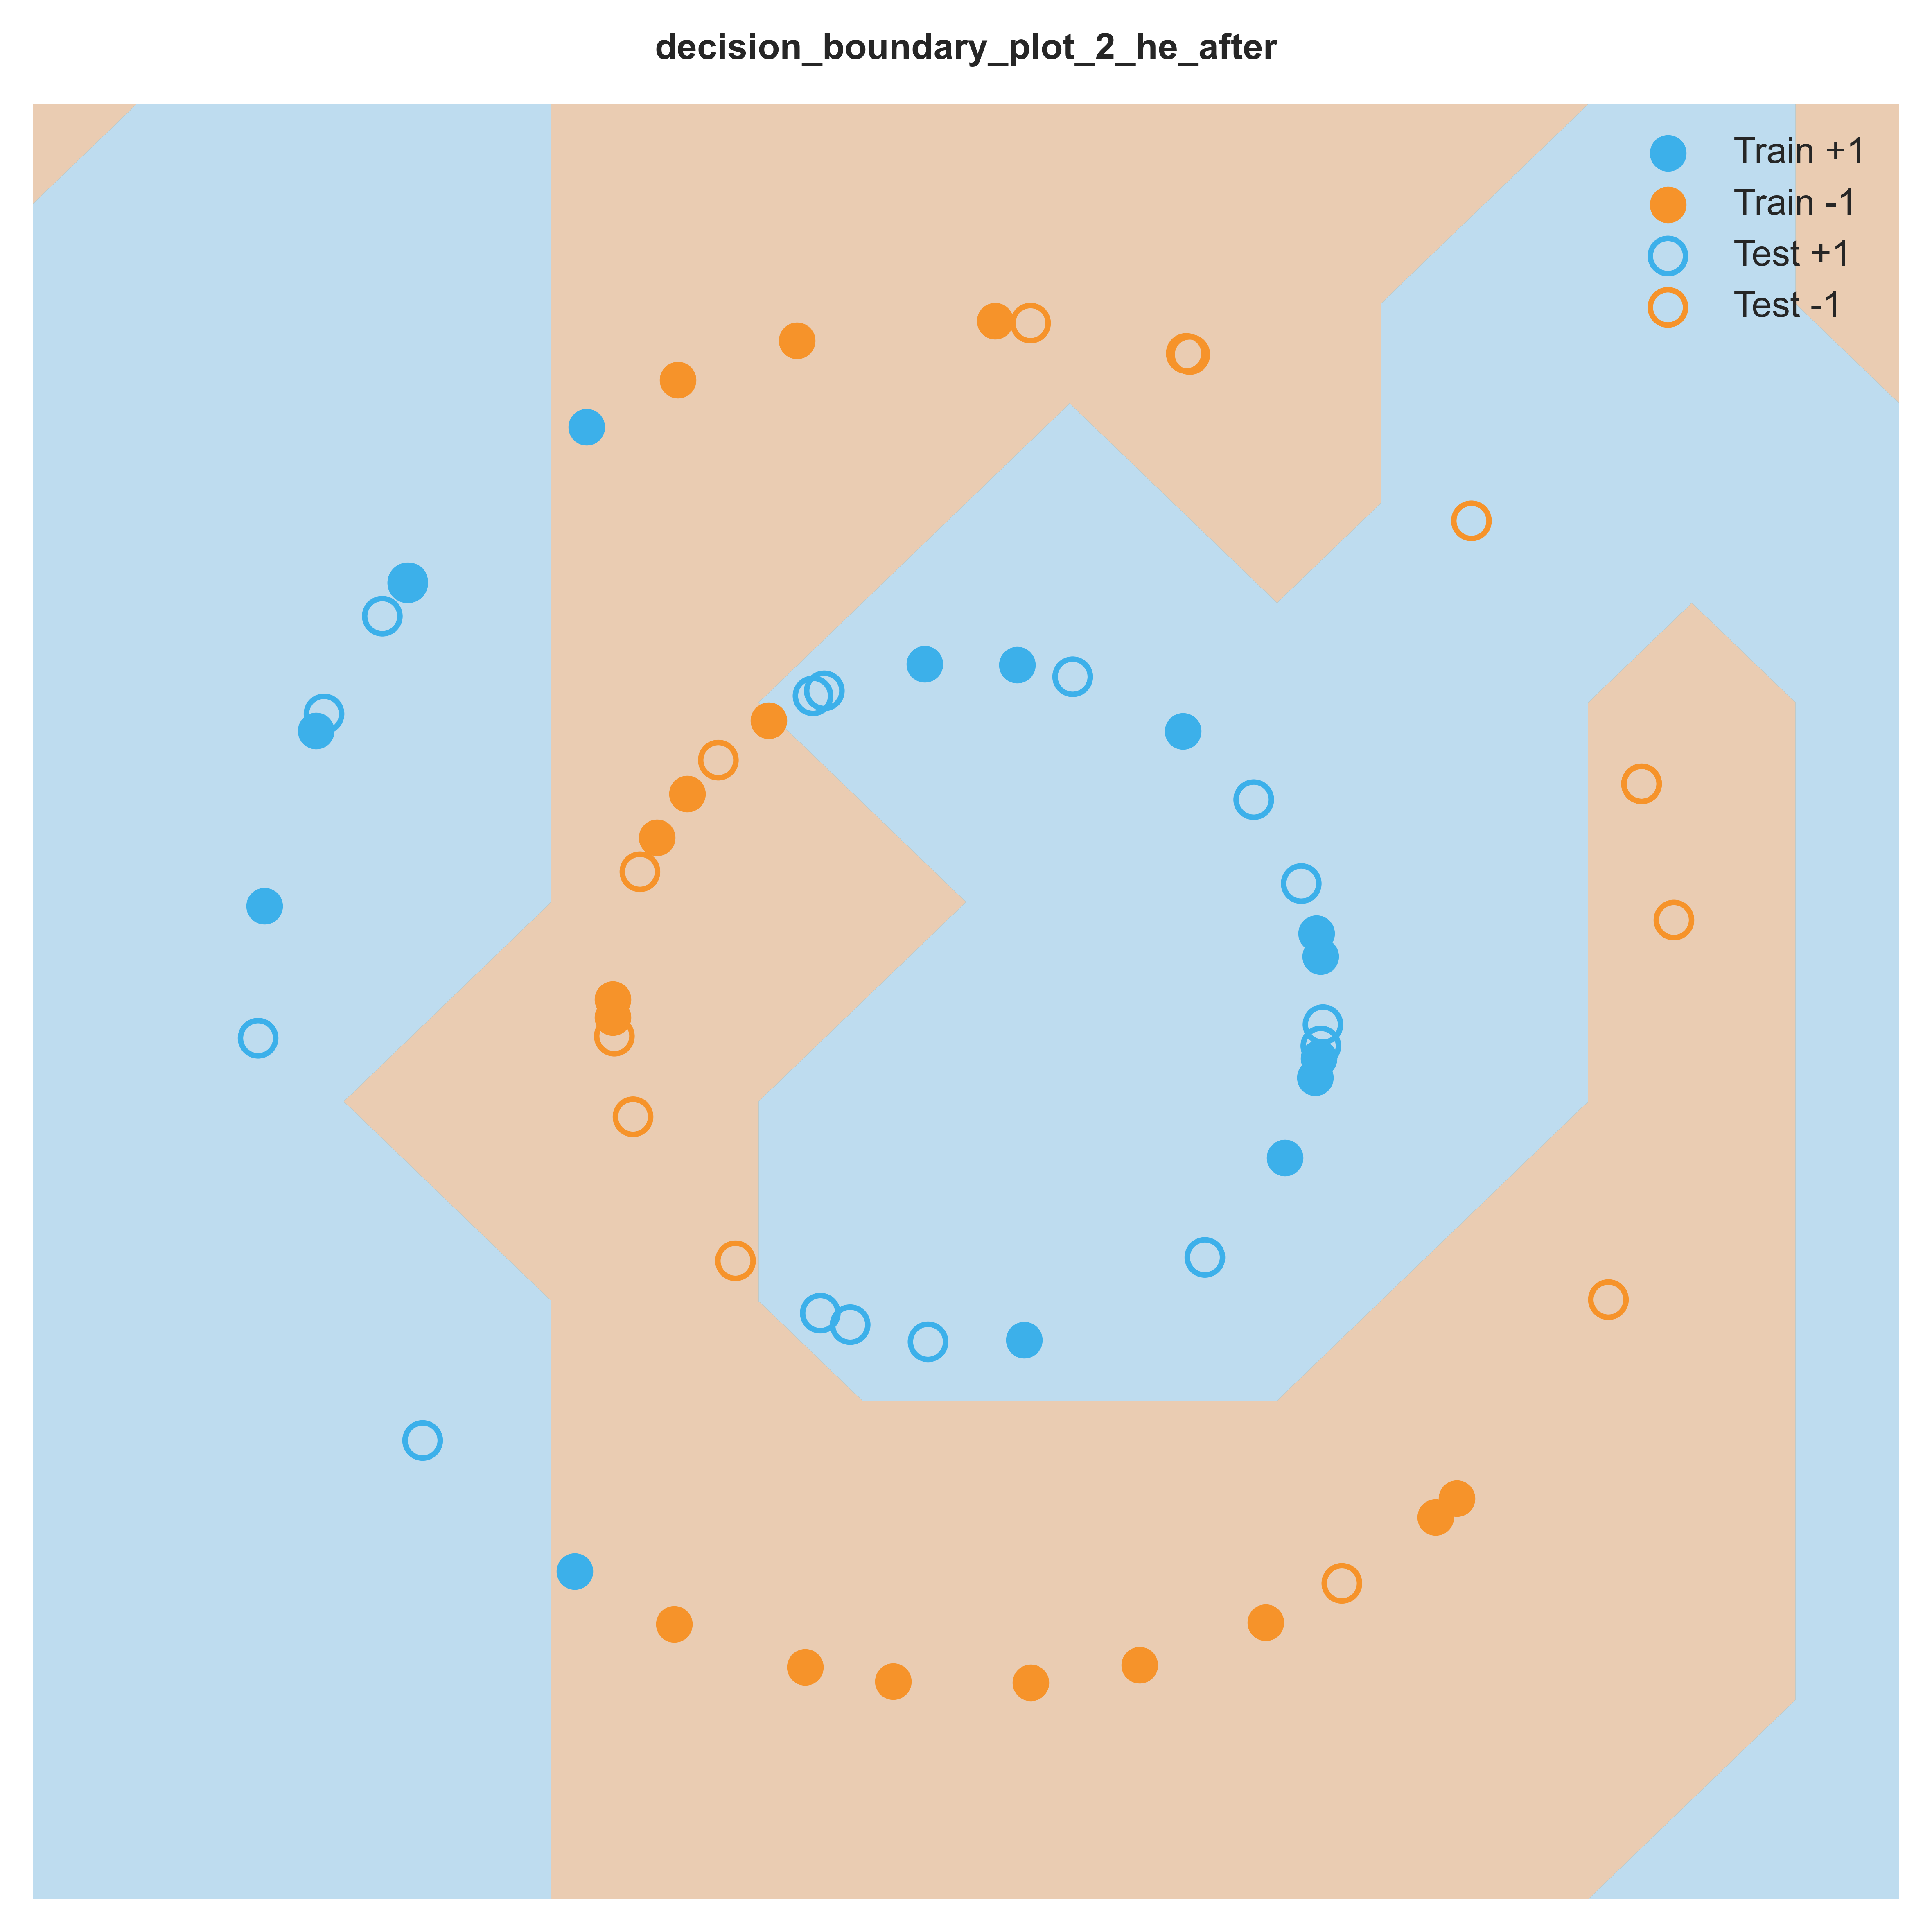 decision_boundary_plot_2_he_after
Train +1
Train -1
Test +1
Test -1